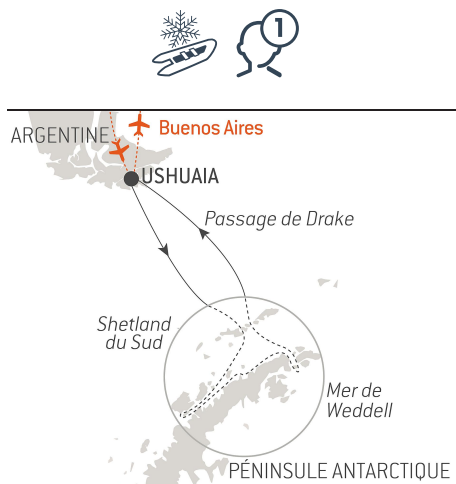 1
Buenos Aires
ARGENTINE
USHUAIA
Passage de Drake
Shetland
du Sud
Mer de
Weddell
PÉNINSULE ANTARCTIQUE